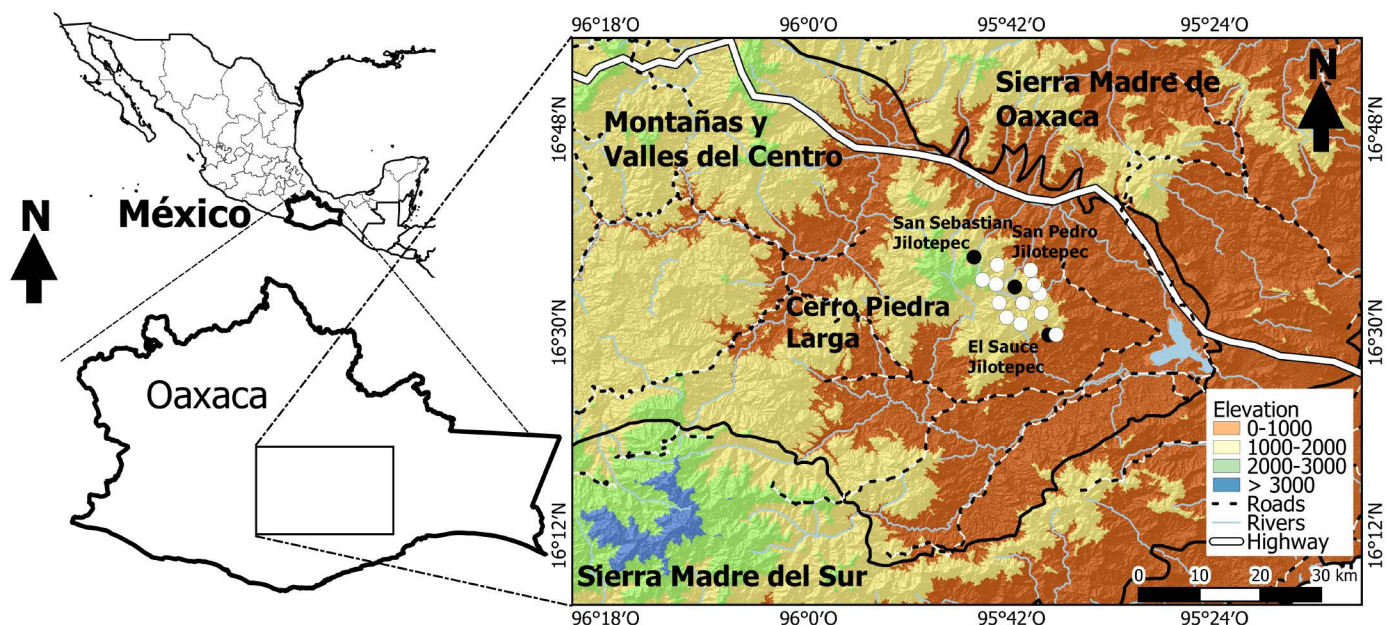 México
N
Oaxaca
96°18′O 96°0′O 95°42′O 95°24′O
16°48′N
16°30′N
16°12′N
Sierra Madre de
Oaxaca
N
Montañas y
Valles del Centro
San Sebastian
Jilotepec
San Pedro
Jilotepec
Cerro Piedra
Larga
El Sauce
Jilotepec
Sierra Madre del Sur
16°48′N
16°30′N
16°12′N
Elevation
0-1000
1000-2000
2000-3000
> 3000
Roads
Rivers
Highway
0 10 20 30 km
96°18′O 96°0′O 95°42′O 95°24′O